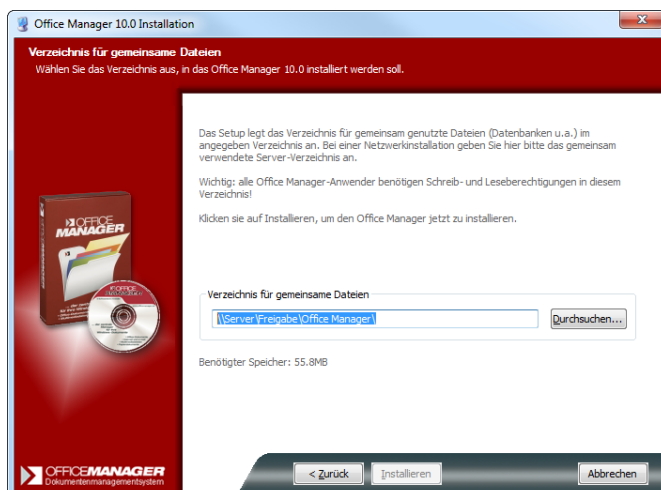 Office Manager 10.0 Installation
Verzeichnis für gemeinsame Dateien
Wählen Sie das Verzeichnis aus, in das Office Manager 10.0 installiert werden soll.
Das Setup legt das Verzeichnis für gemeinsam genutzte Dateien (Datenbanken u.a.) im
angegeben Verzeichnis an. Bei einer Netzwerkinstallation geben Sie hier bitte das gemeinsam
verwendete Server-Verzeichnis an.
Wichtig: alle Office Manager-Anwender benötigen Schreib- und Leseberechtigungen in diesem
Verzeichnis!
Klicken sie auf Installieren, um den Office Manager jetzt zu installieren.
OFFICE
MANAGER
Verzeichnis für gemeinsame Dateien
\\Server\Freigabe\Office Manager\
Durchsuchen...
Benötigter Speicher: 55.8MB
OFFICEMANAGER
Dokumentenmanagementsystem
< Zurück
Installieren
Abbrechen